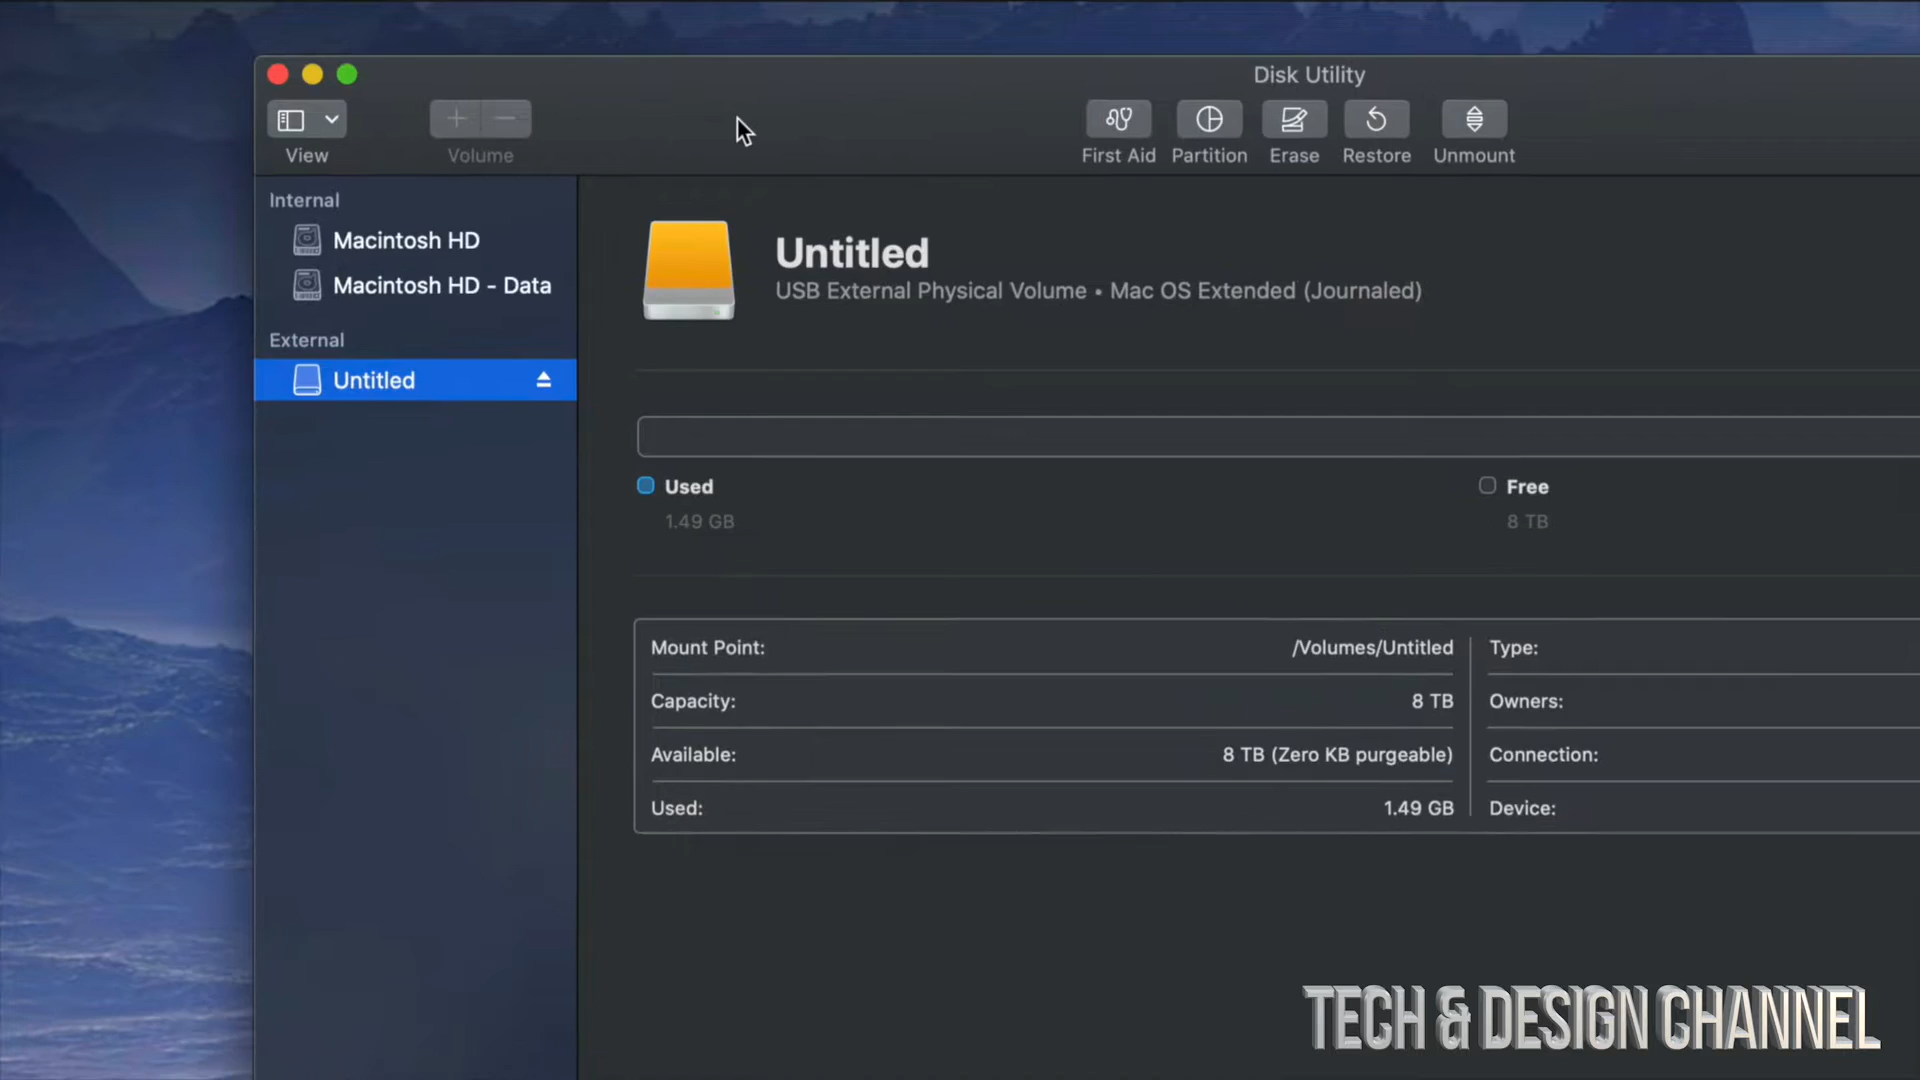 Disk Utility
View
Volume
First Aid
Partition
Erase
Restore
Unmount
Internal
Macintosh HD
Macintosh HD - Data
External
Untitled
Untitled
USB External Physical Volume • Mac OS Extended (Journaled)
Used
1.49 GB
Free
8 TB
Mount Point: /Volumes/Untitled
Capacity: 8 TB
Available: 8 TB (Zero KB purgeable)
Used: 1.49 GB
Type:
Owners:
Connection:
Device:
TECH & DESIGN CHANNEL